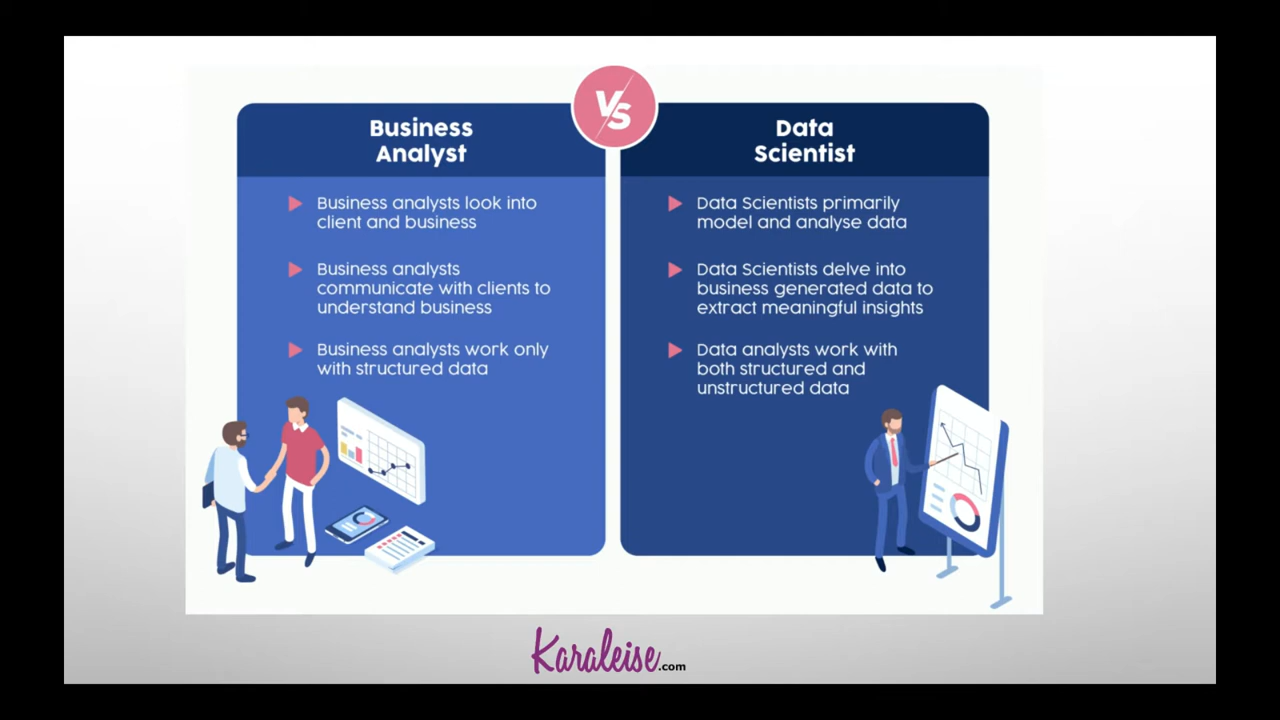 VS
Business
Analyst
Business analysts look into
client and business
Business analysts
communicate with clients to
understand business
Business analysts work only
with structured data
Data
Scientist
Data Scientists primarily
model and analyse data
Data Scientists delve into
business generated data to
extract meaningful insights
Data analysts work with
both structured and
unstructured data
Karaleise.com